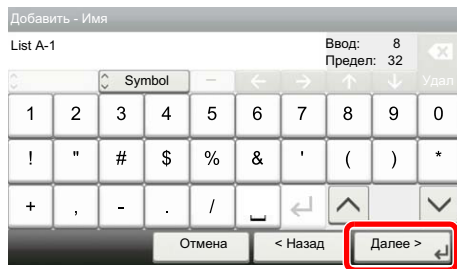 Добавить - Имя
List A-1
Ввод: 8
Предел: 32
Symbol Удал
1 2 3 4 5 6 7 8 9 0
! " # $ % & ' ( ) *
+ , - . / _
Отмена < Назад Далее >